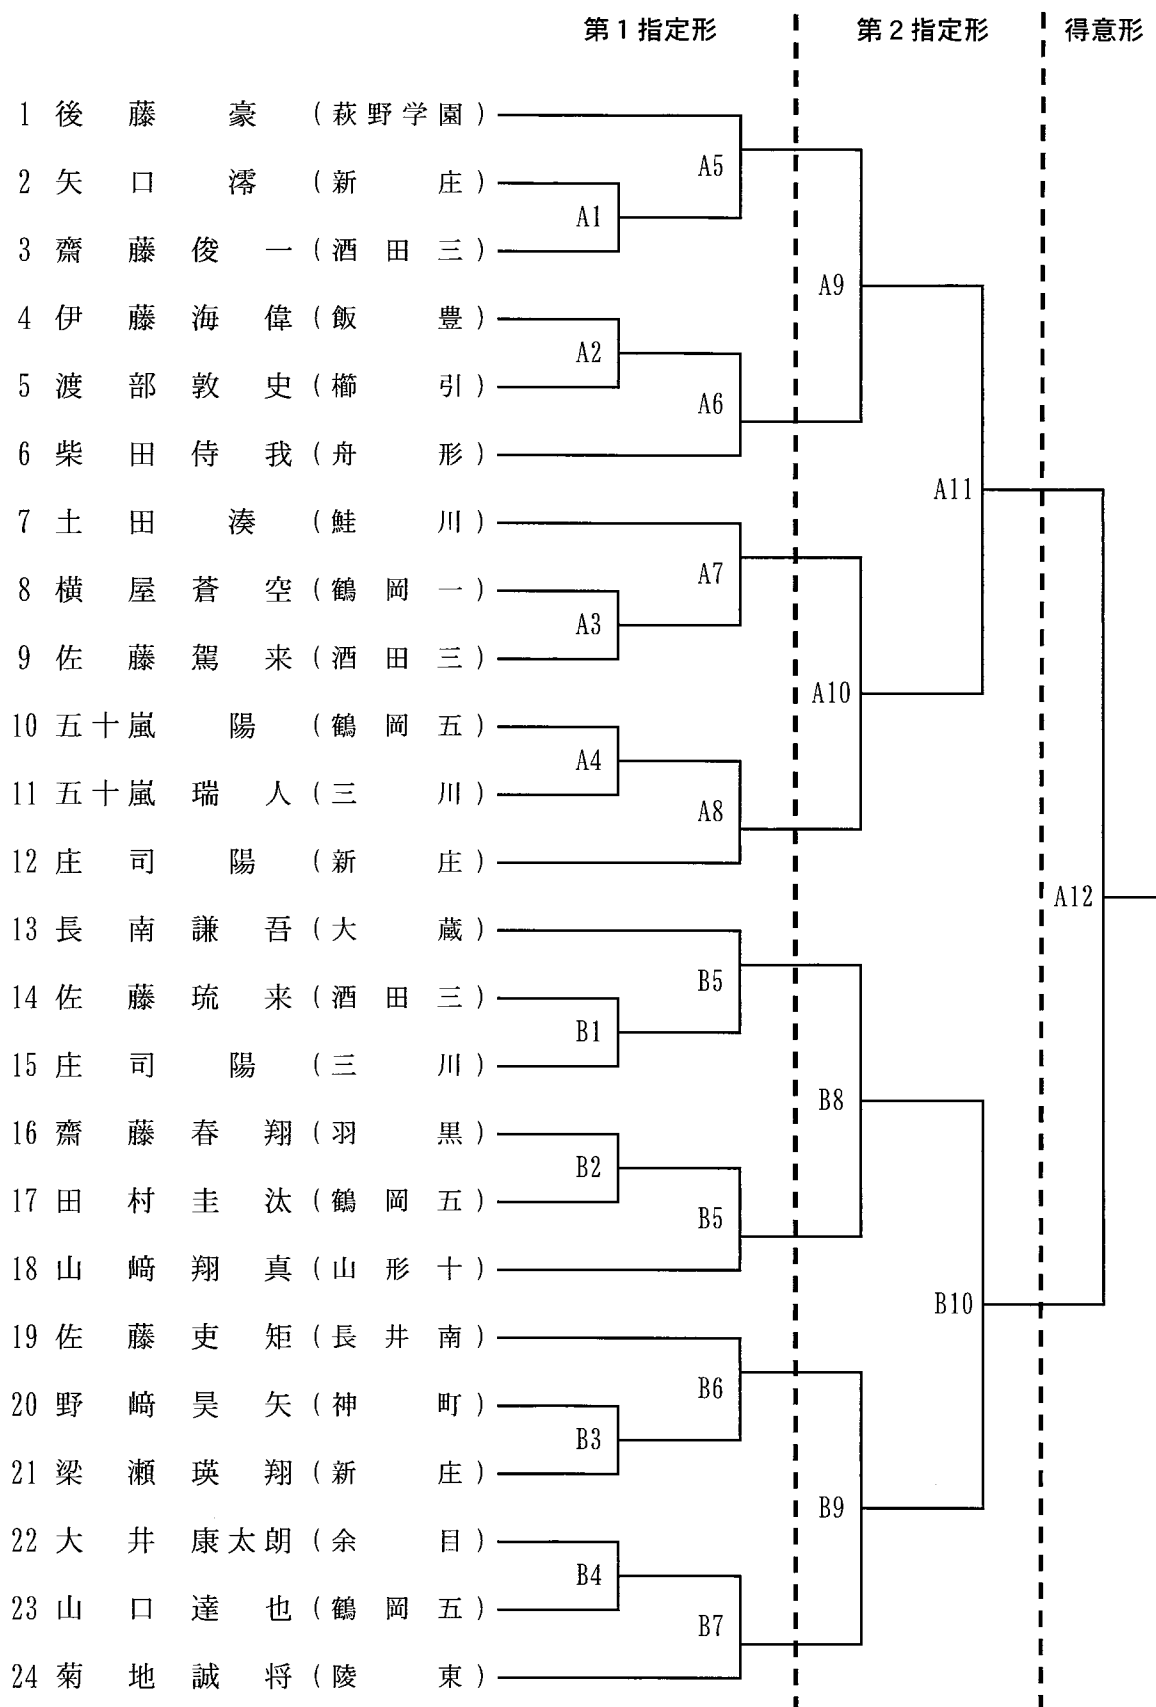 第1指定形 第2指定形 得意形
1 後藤 豪 (萩野学園)
2 矢口 澪 (新庄)
3 齋藤俊一 (酒田三)
4 伊藤海偉 (飯豊)
5 渡部敦史 (櫛引)
6 柴田侍我 (舟形)
7 土田 湊 (鮭川)
8 横屋蒼空 (鶴岡一)
9 佐藤駕来 (酒田三)
10 五十嵐 陽 (鶴岡五)
11 五十嵐瑞人 (三川)
12 庄司 陽 (新庄)
13 長南謙吾 (大蔵)
14 佐藤琉来 (酒田三)
15 庄司 陽 (三川)
16 齋藤春翔 (羽黒)
17 田村圭汰 (鶴岡五)
18 山﨑翔真 (山形十)
19 佐藤吏矩 (長井南)
20 野﨑昊矢 (神町)
21 梁瀬瑛翔 (新庄)
22 大井康太朗 (余目)
23 山口達也 (鶴岡五)
24 菊地誠将 (陵東)
A1
A2
A3
A4
B1
B2
B3
B4
A5
A6
A7
A8
B5
B5
B6
B7
A9
A10
B8
B9
A11
B10
A12